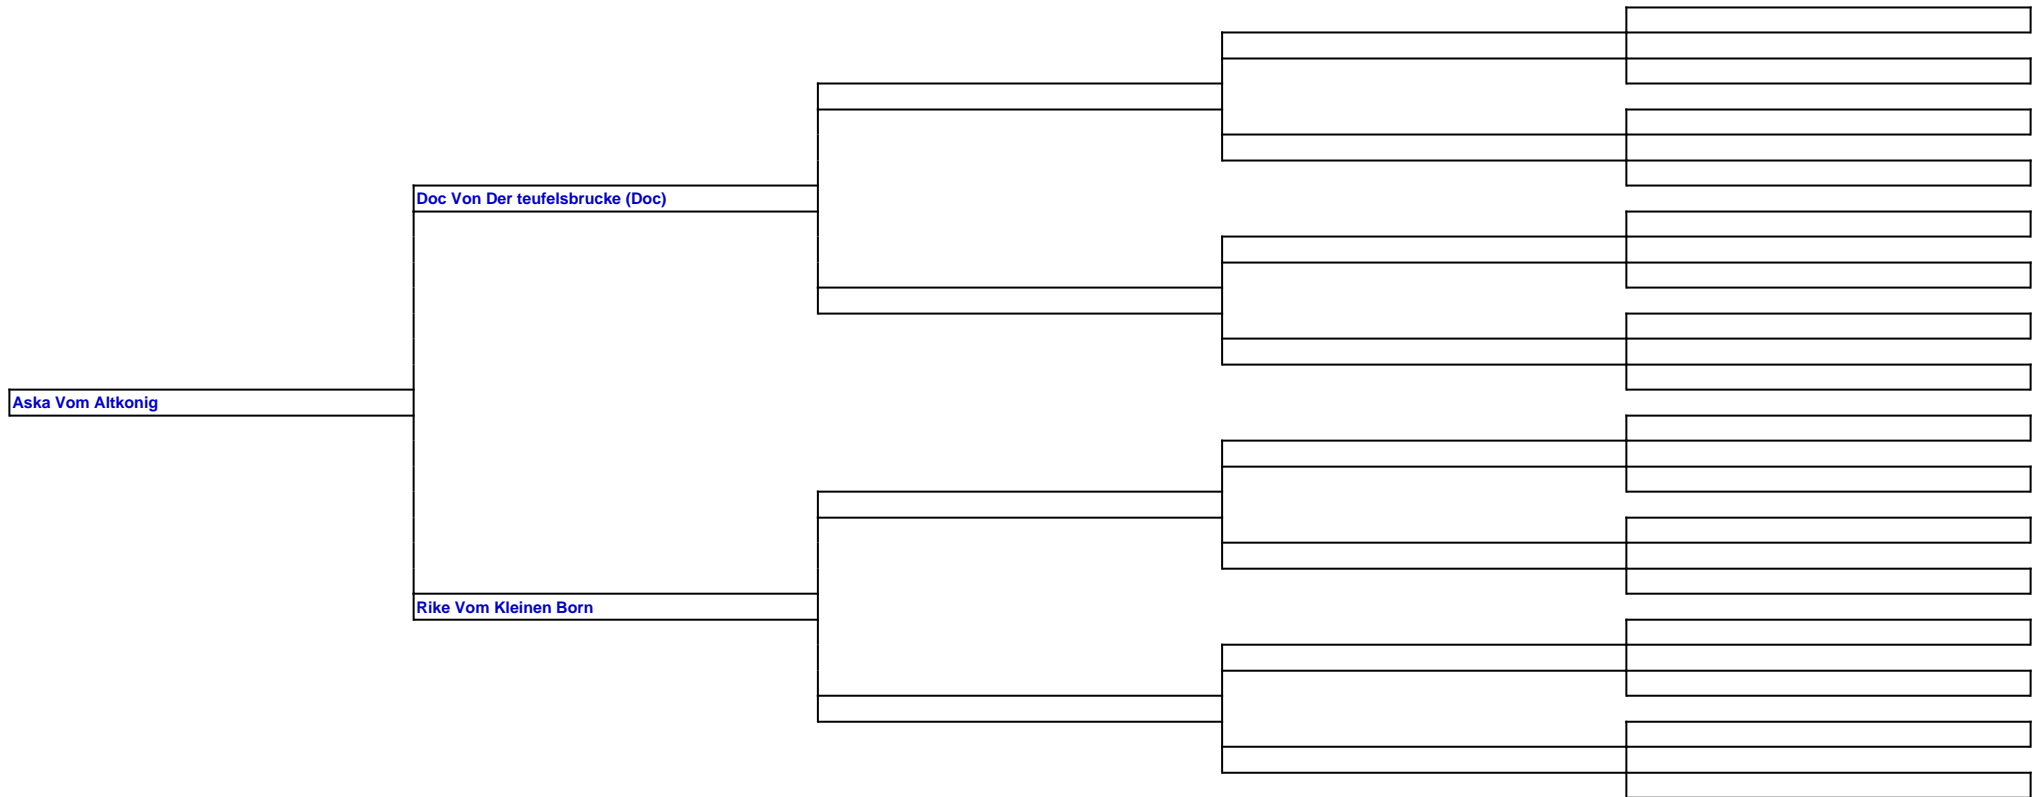 Doc Von Der teufelsbrucke (Doc)
Aska Vom Altkonig
Rike Vom Kleinen Born